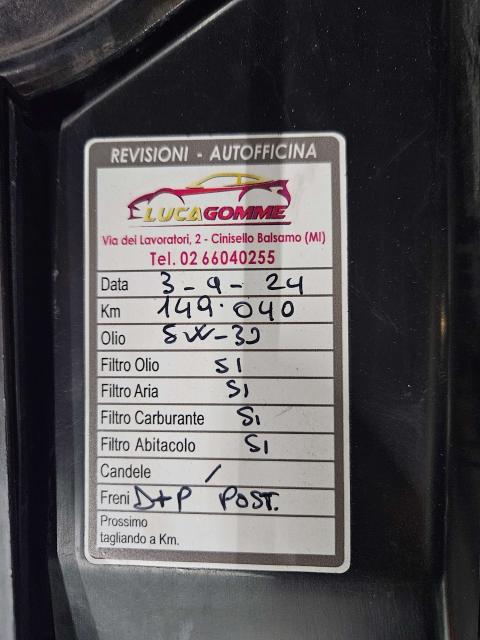 REVISIONI - AUTOFFICINA
LUCAGOMME
Via dei Lavoratori, 2 - Cinisello Balsamo (MI)
Tel. 02 66040255
Data 3-9-24
Km 149.040
Olio 5W-30
Filtro Olio SI
Filtro Aria SI
Filtro Carburante SI
Filtro Abitacolo SI
Candele /
Freni D+P POST.
Prossimo
tagliando a Km.